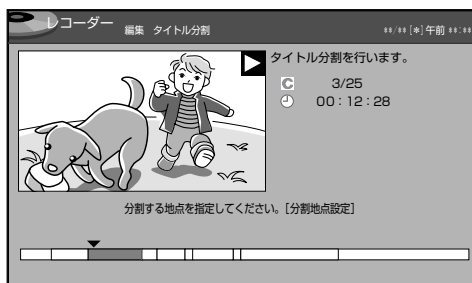 レコーダー 編集 タイトル分割 **/** [*] 午前 **:**
タイトル分割を行います。
C 3/25
00:12:28
分割する地点を指定してください。[分割地点設定]